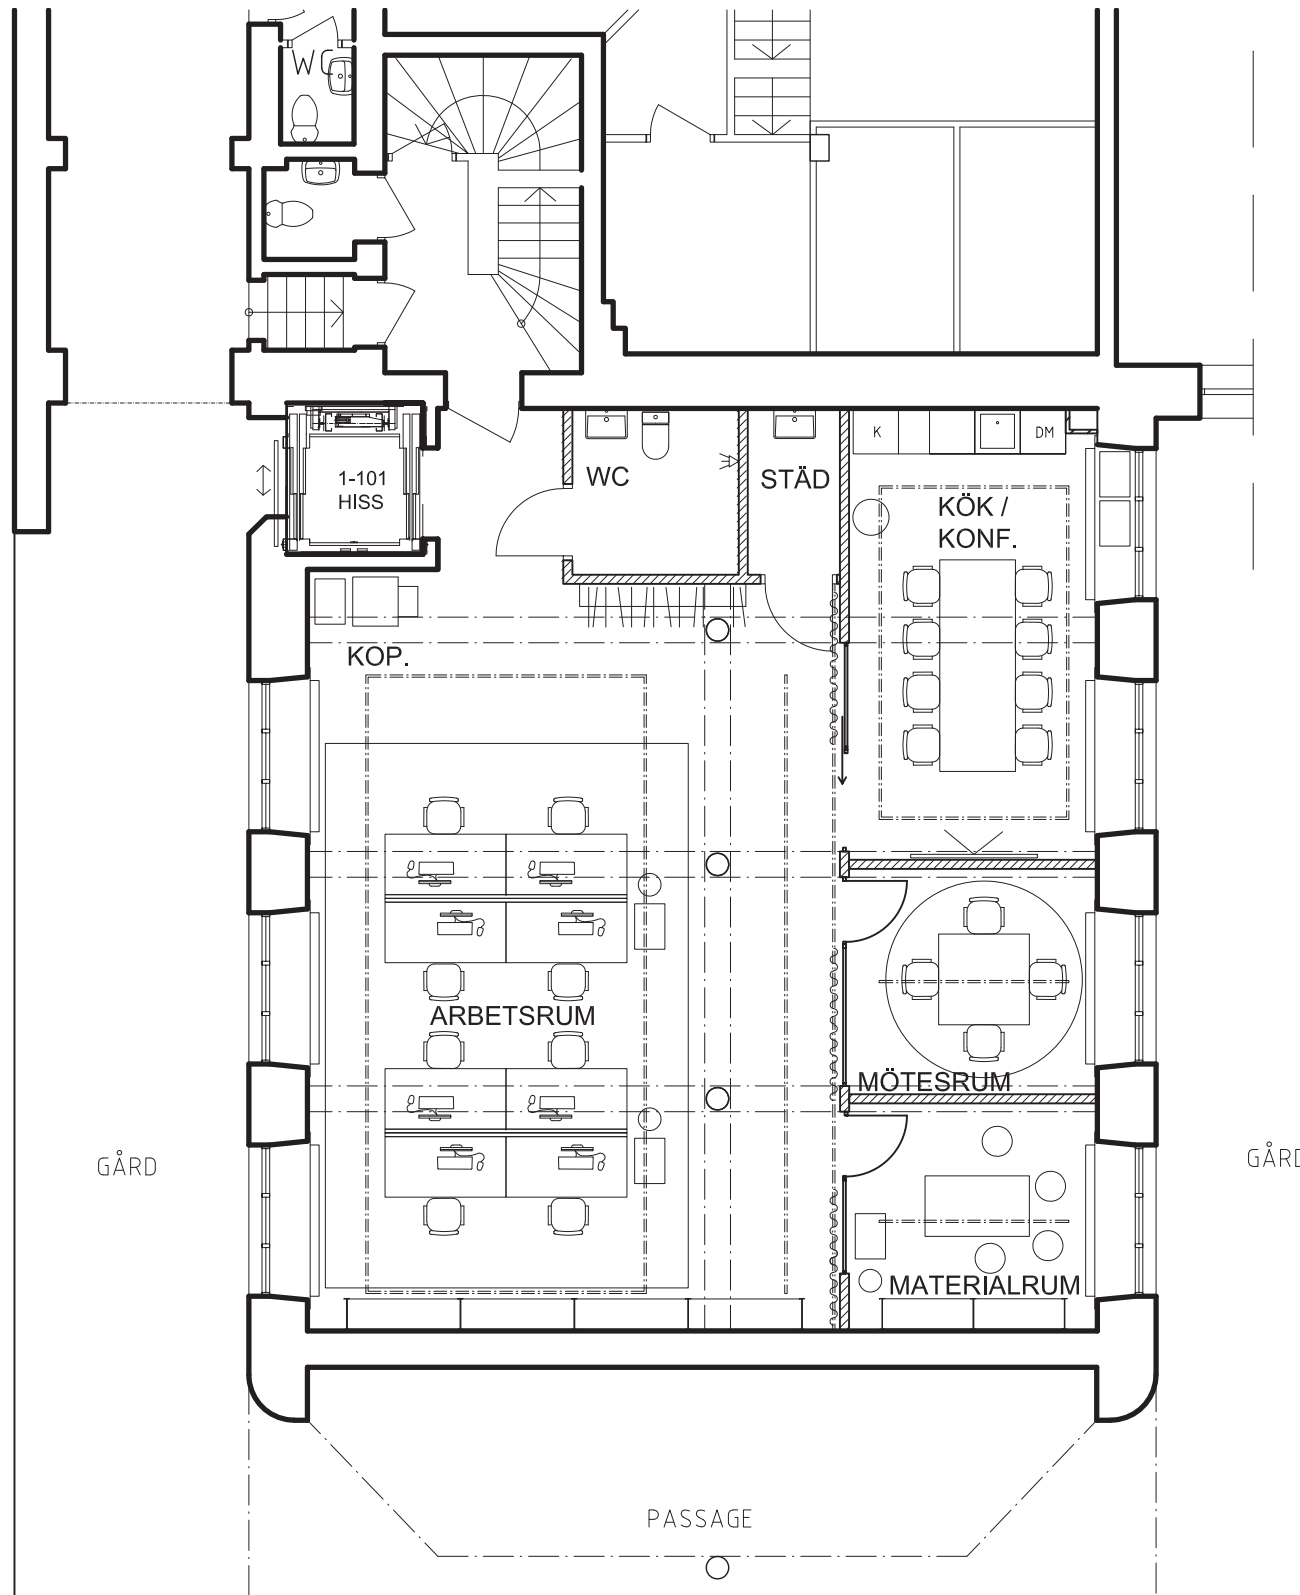 WC
1-101
HISS
WC
STÄD
K
DM
KÖK /
KONF.
KOP.
ARBETSRUM
MÖTESRUM
GÅRD
GÅRD
MATERIALRUM
PASSAGE